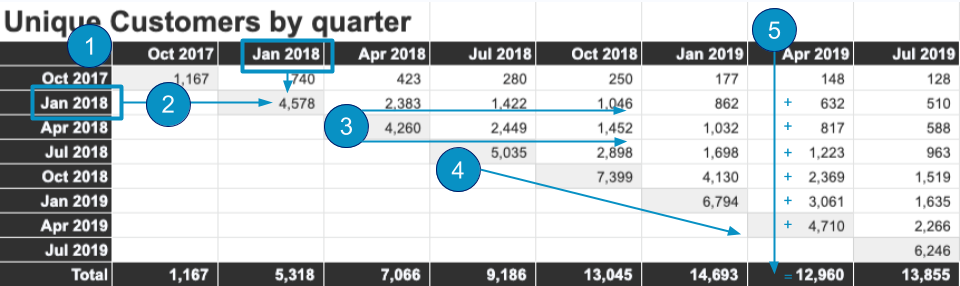 Unique Customers by quarter
1 5
Oct 2017 Jan 2018 Apr 2018 Jul 2018 Oct 2018 Jan 2019 Apr 2019 Jul 2019
Oct 2017 1,167 740 423 280 250 177 148 128
Jan 2018 2 4,578 2,383 1,422 1,046 862 + 632 510
Apr 2018 3 4,260 2,449 1,452 1,032 + 817 588
Jul 2018 5,035 2,898 1,698 + 1,223 963
Oct 2018 4 7,399 4,130 + 2,369 1,519
Jan 2019 6,794 + 3,061 1,635
Apr 2019 + 4,710 2,266
Jul 2019 6,246
Total 1,167 5,318 7,066 9,186 13,045 14,693 = 12,960 13,855